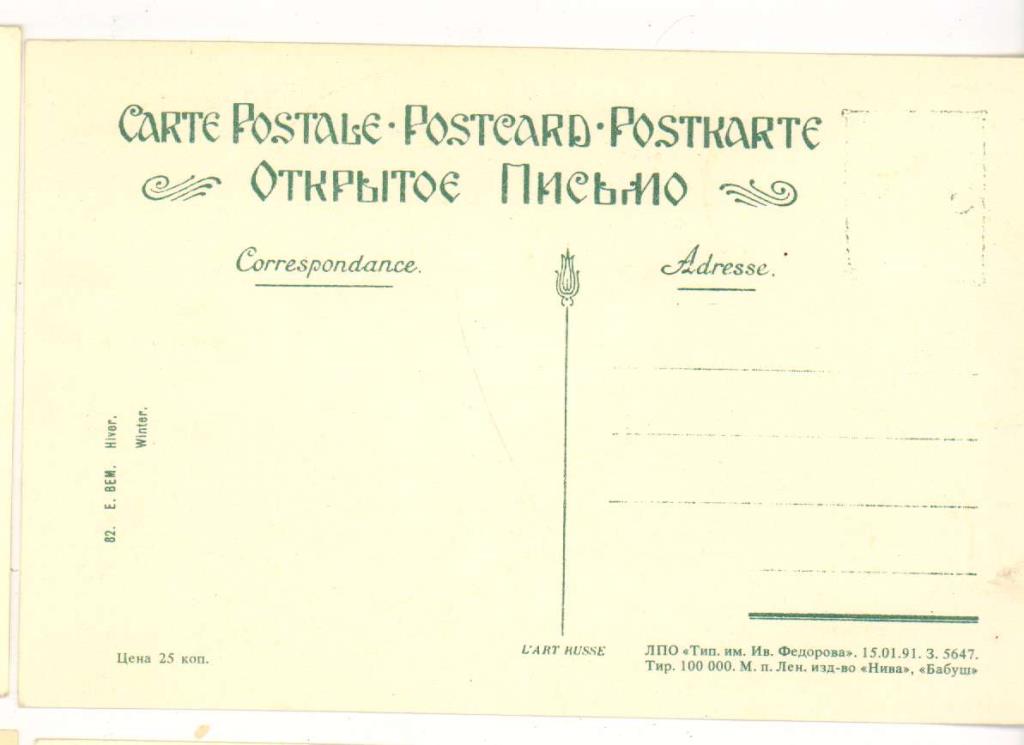 CARTE POSTALE · POSTCARD · POSTKARTE
ОТКРЫТОЕ ПИСЬМО
Correspondance.
Adresse.
82. E. BEM. Hiver.
Winter.
Цена 25 коп.
L'ART RUSSE
ЛПО «Тип. им. Ив. Федорова». 15.01.91. З. 5647.
Тир. 100 000. М. п. Лен. изд-во «Нива», «Бабуш»